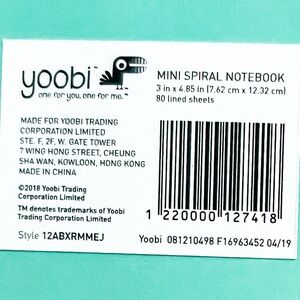 yoobi™
one for you. one for me.™
MINI SPIRAL NOTEBOOK
3 in x 4.85 in (7.62 cm x 12.32 cm)
80 lined sheets
MADE FOR YOOBI TRADING
CORPORATION LIMITED
STE. F, 2F, W. GATE TOWER
7 WING HONG STREET, CHEUNG
SHA WAN, KOWLOON, HONG KONG
MADE IN CHINA
©2018 Yoobi Trading
Corporation Limited
TM denotes trademarks of Yoobi
Trading Corporation Limited
Style 12ABXRMMEJ
1 220000 127418
Yoobi 081210498 F16963452 04/19